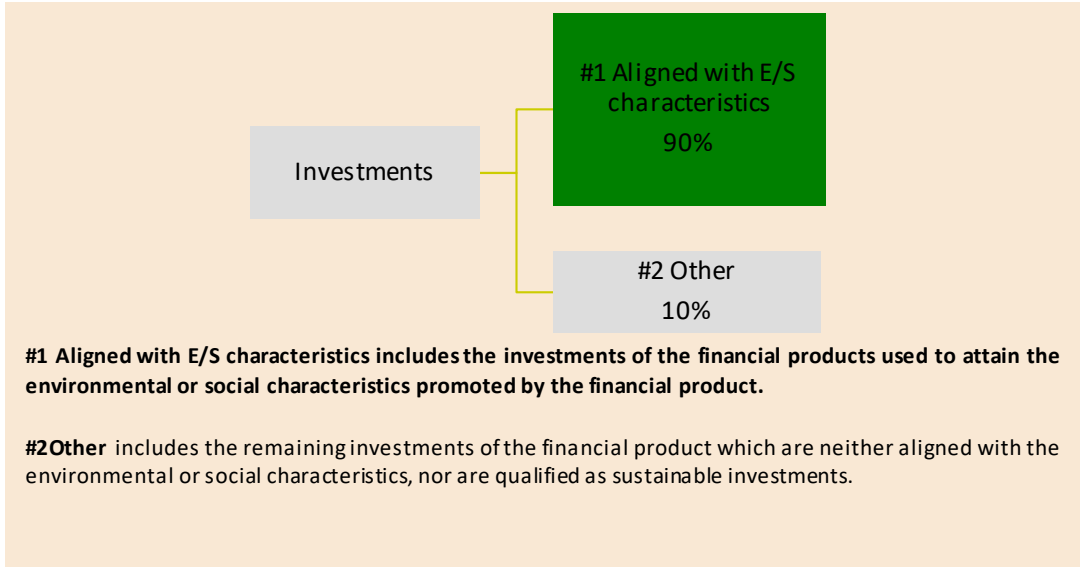 #1 Aligned with E/S
characteristics
90%
Investments
#2 Other
10%
#1 Aligned with E/S characteristics includes the investments of the financial products used to attain the
environmental or social characteristics promoted by the financial product.
#2Other includes the remaining investments of the financial product which are neither aligned with the
environmental or social characteristics, nor are qualified as sustainable investments.